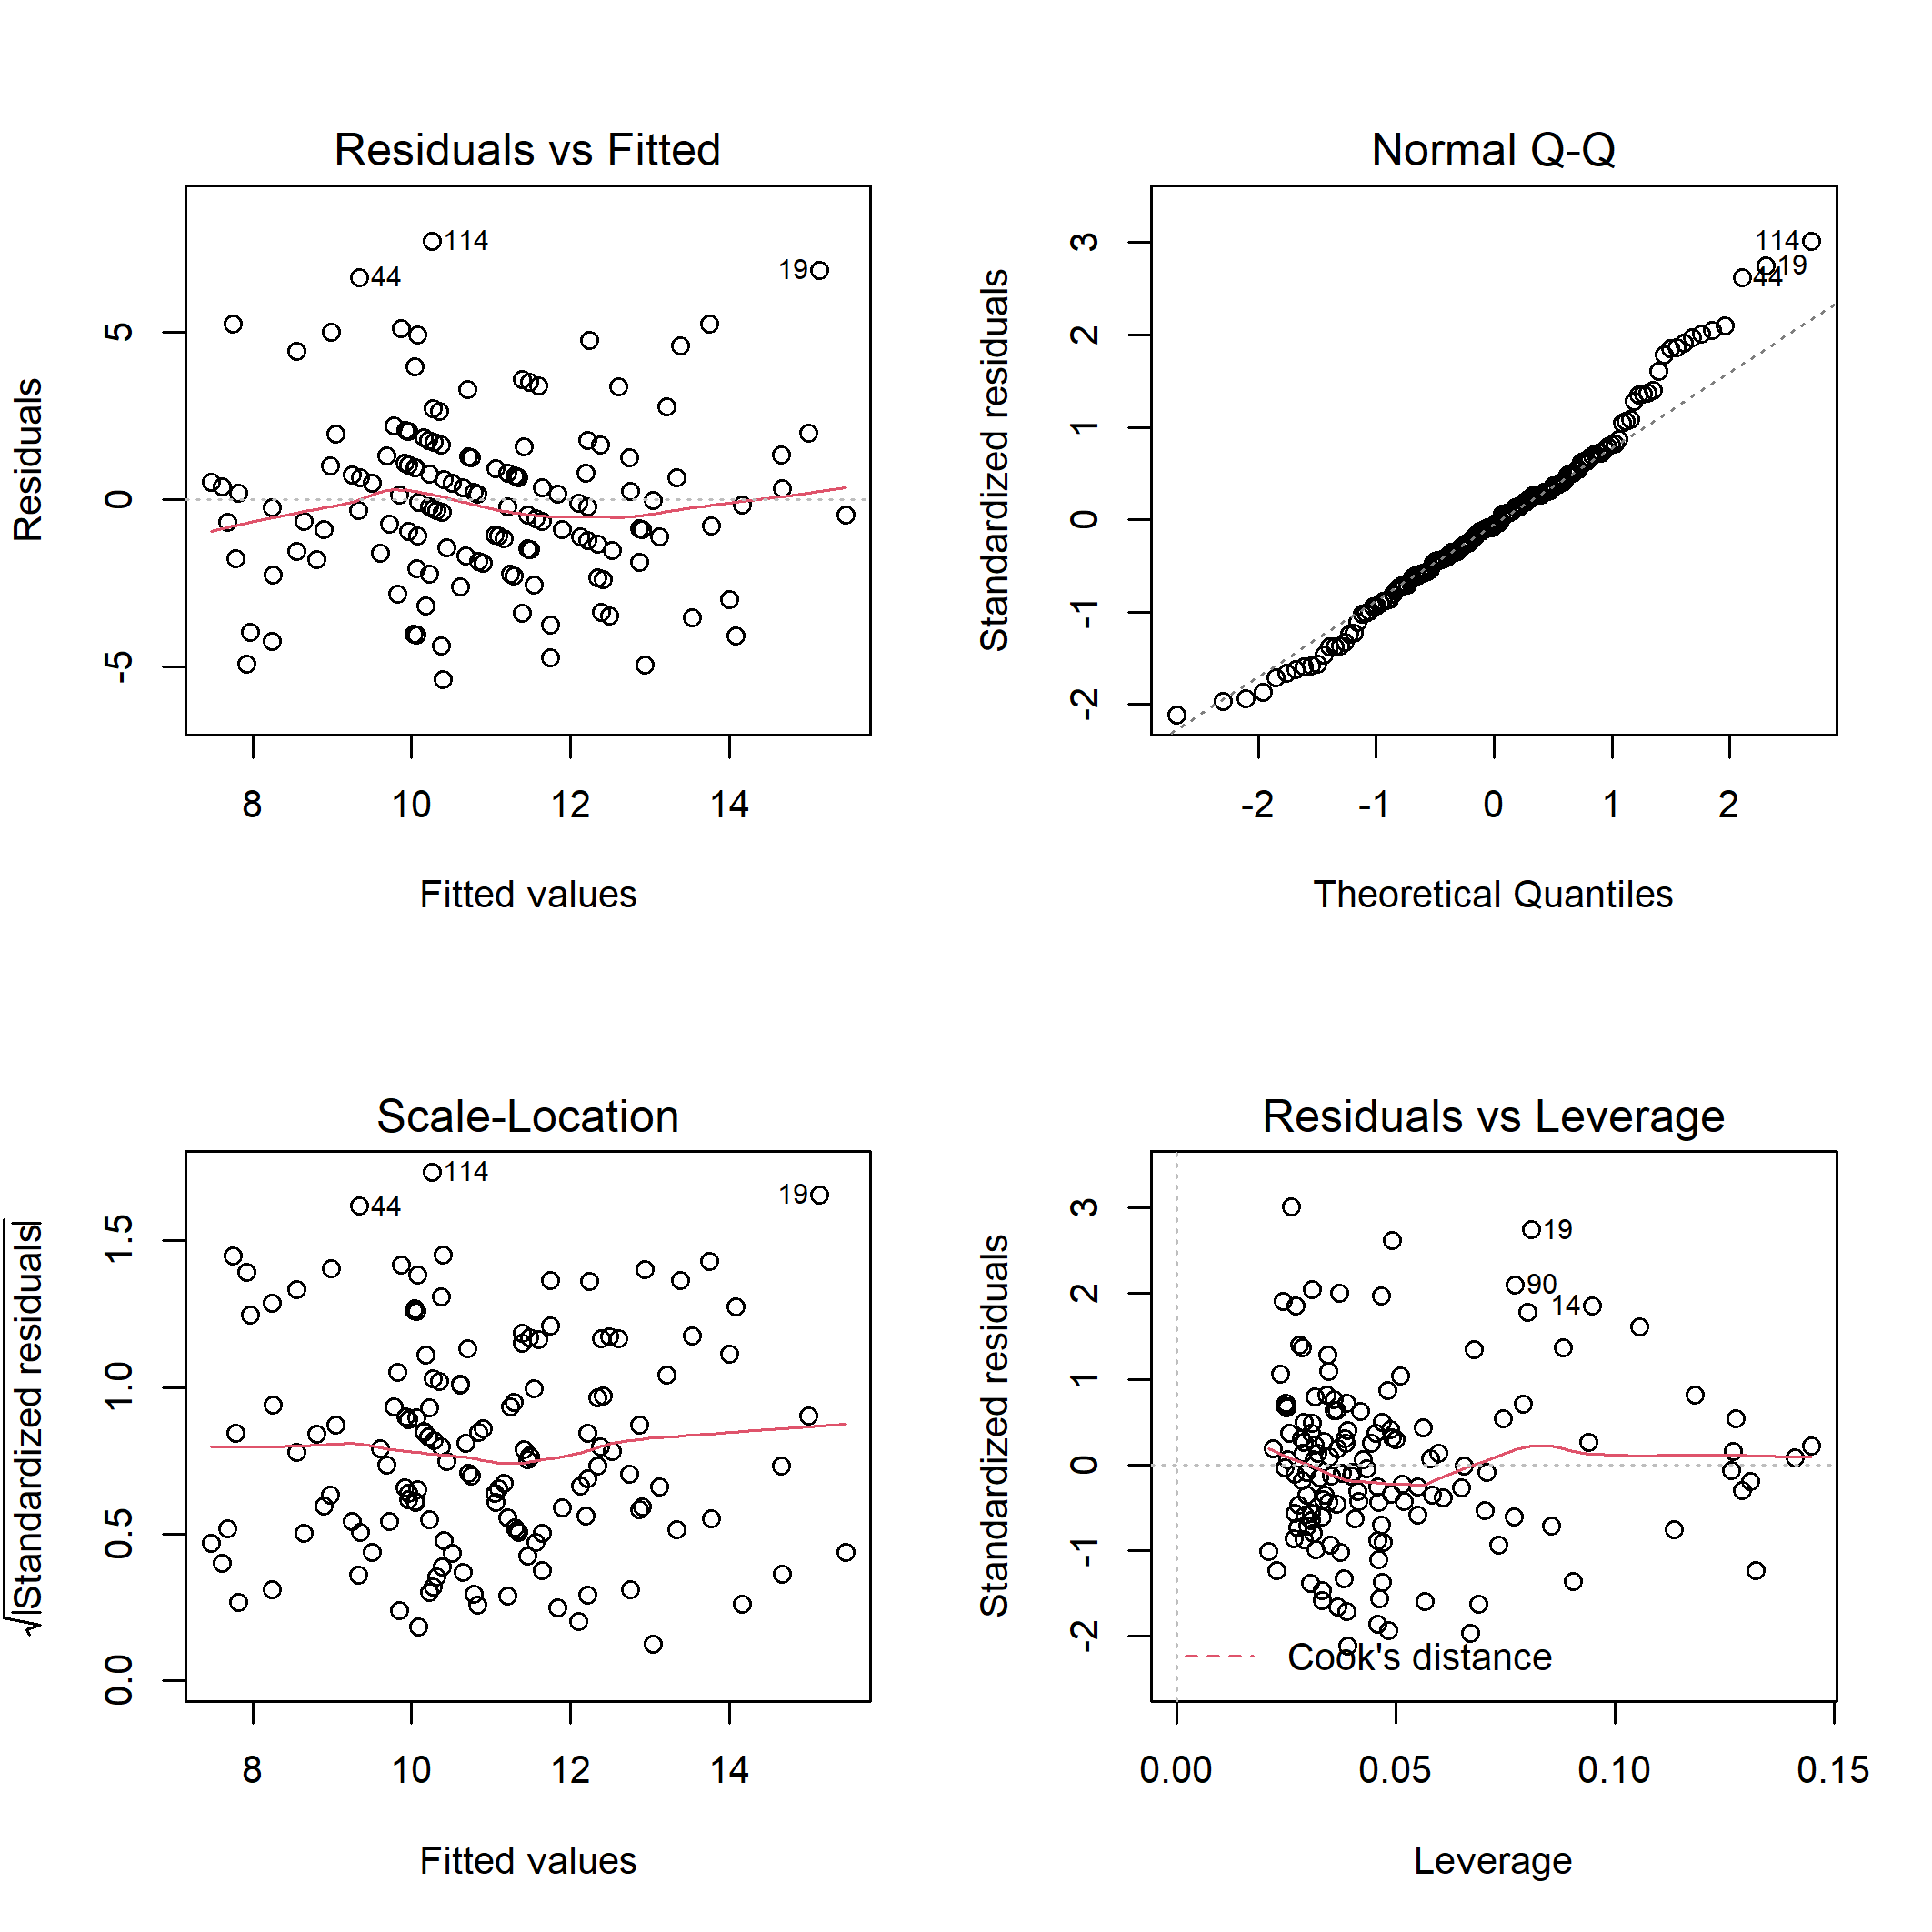 Residuals vs Fitted
Residuals
5
0
-5
114
44
19
8 10 12 14
Fitted values
Normal Q-Q
Standardized residuals
3
2
1
0
-1
-2
114
19
44
-2 -1 0 1 2
Theoretical Quantiles
Scale-Location
√|Standardized residuals|
1.5
1.0
0.5
0.0
114
44
19
8 10 12 14
Fitted values
Residuals vs Leverage
Standardized residuals
3
2
1
0
-1
-2
19
90
14
Cook's distance
0.00 0.05 0.10 0.15
Leverage